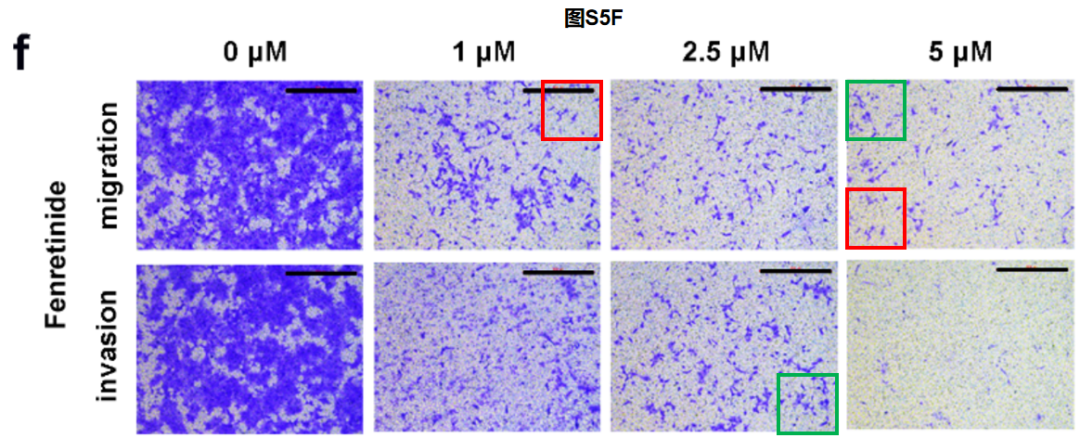 图S5F
f
0 μM 1 μM 2.5 μM 5 μM
Fenretinide
migration
invasion